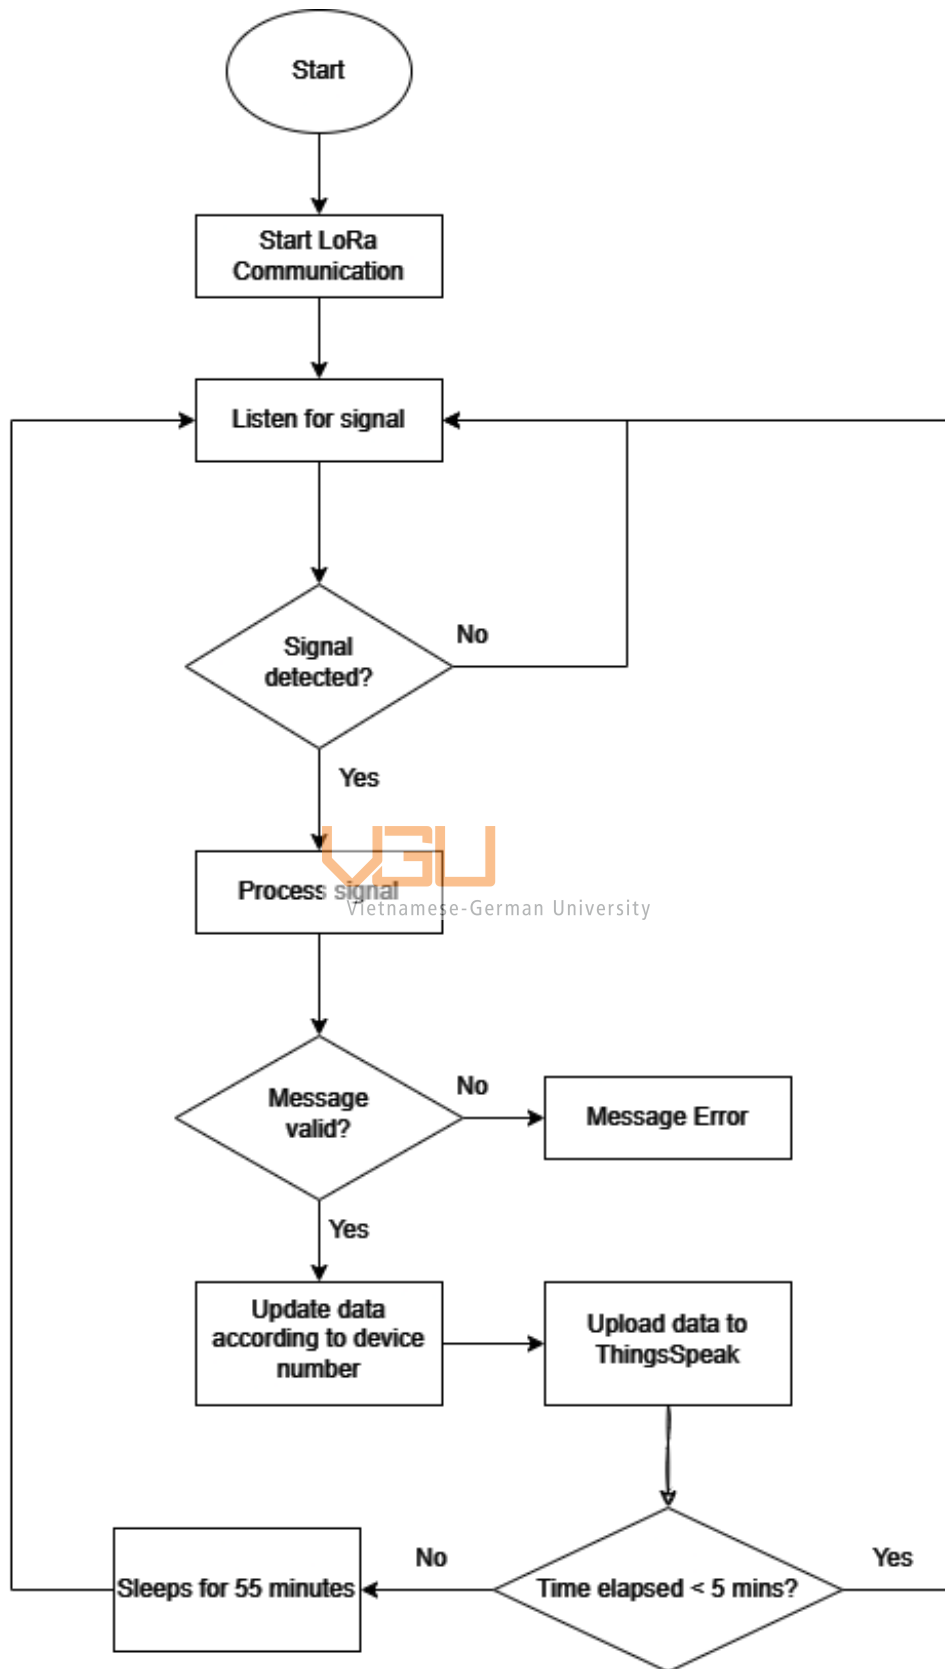 Start
Start LoRa
Communication
Listen for signal
Signal
detected?
No
Yes
VGU
Process signal
Vietnamese-German University
Message
valid?
No
Message Error
Yes
Update data
according to device
number
Upload data to
ThingsSpeak
Sleeps for 55 minutes
No
Time elapsed < 5 mins?
Yes